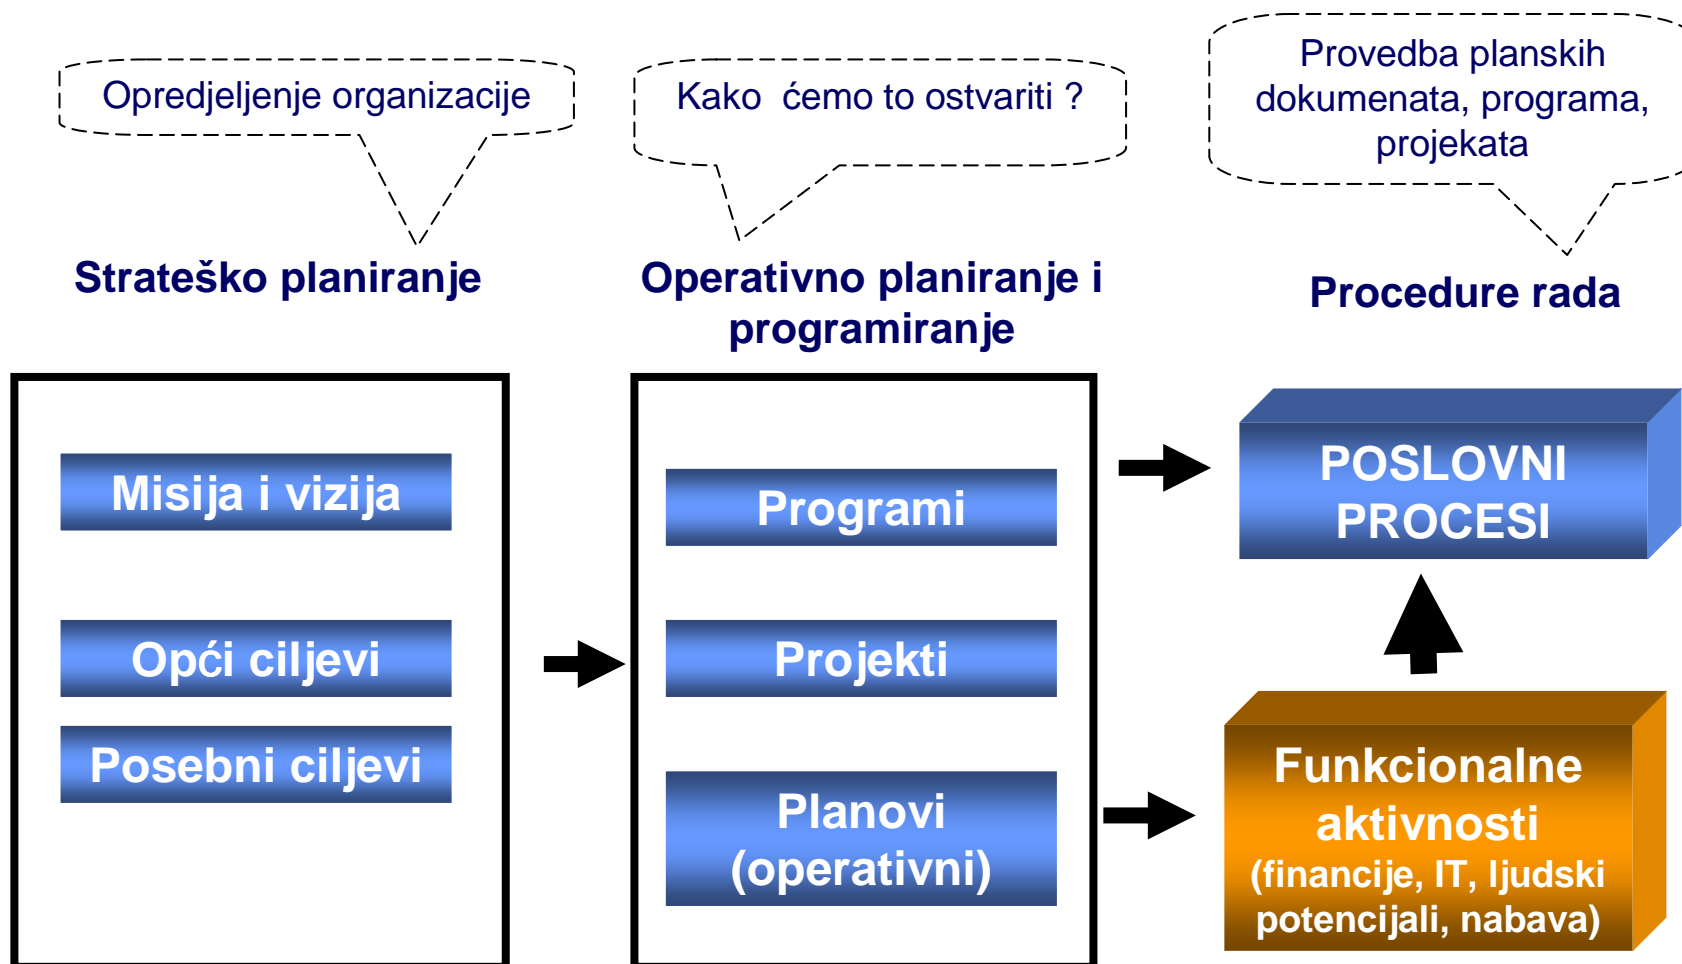 Opredjeljenje organizacije
Kako ćemo to ostvariti ?
Provedba planskih
dokumenata, programa,
projekata
Strateško planiranje
Operativno planiranje i
programiranje
Procedure rada
Misija i vizija
Opći ciljevi
Posebni ciljevi
Programi
Projekti
Planovi
(operativni)
POSLOVNI
PROCESI
Funkcionalne
aktivnosti
(financije, IT, ljudski
potencijali, nabava)